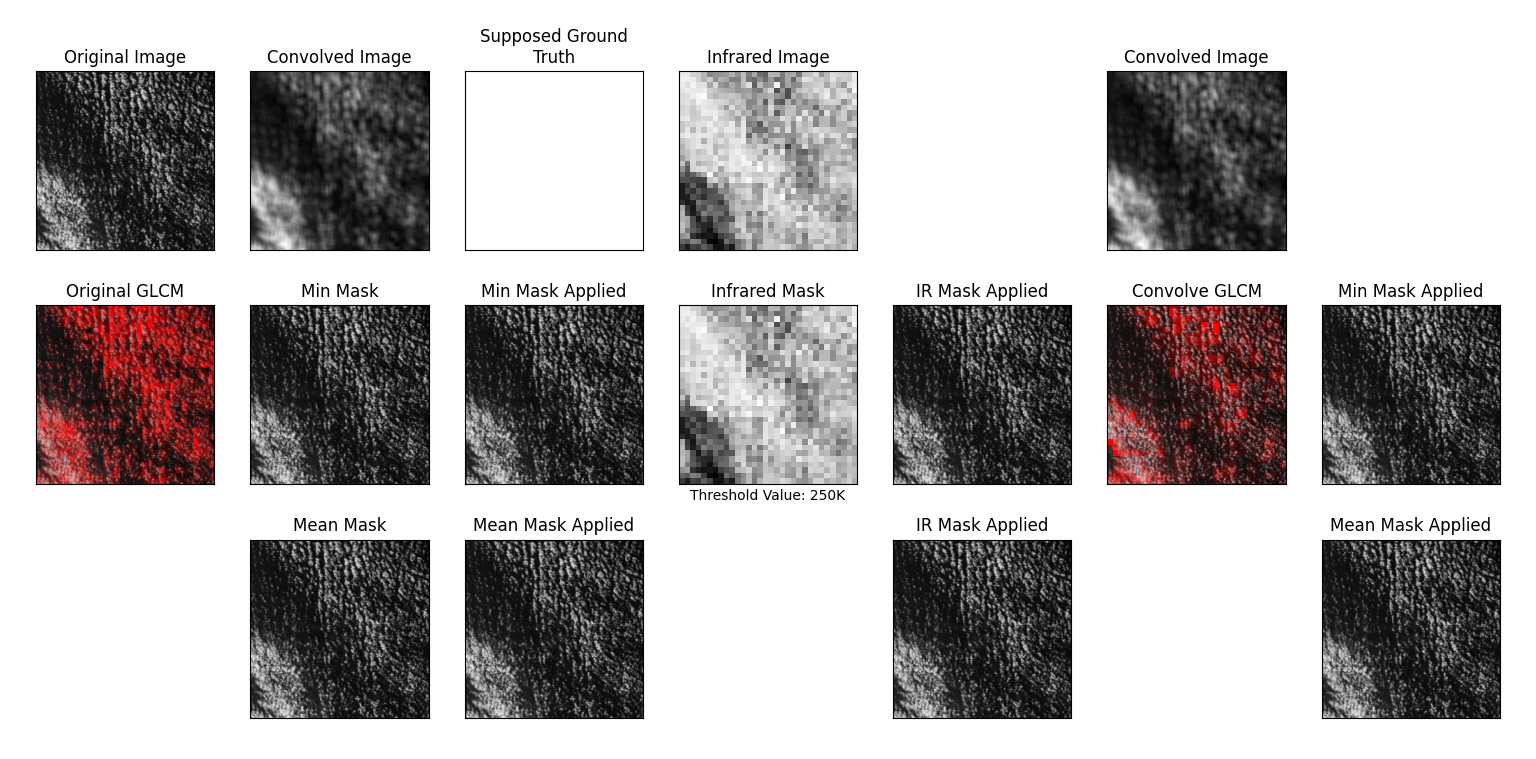 Original Image
Convolved Image
Supposed Ground
Truth
Infrared Image
Convolved Image
Original GLCM
Min Mask
Min Mask Applied
Infrared Mask
IR Mask Applied
Convolve GLCM
Min Mask Applied
Threshold Value: 250K
Mean Mask
Mean Mask Applied
IR Mask Applied
Mean Mask Applied